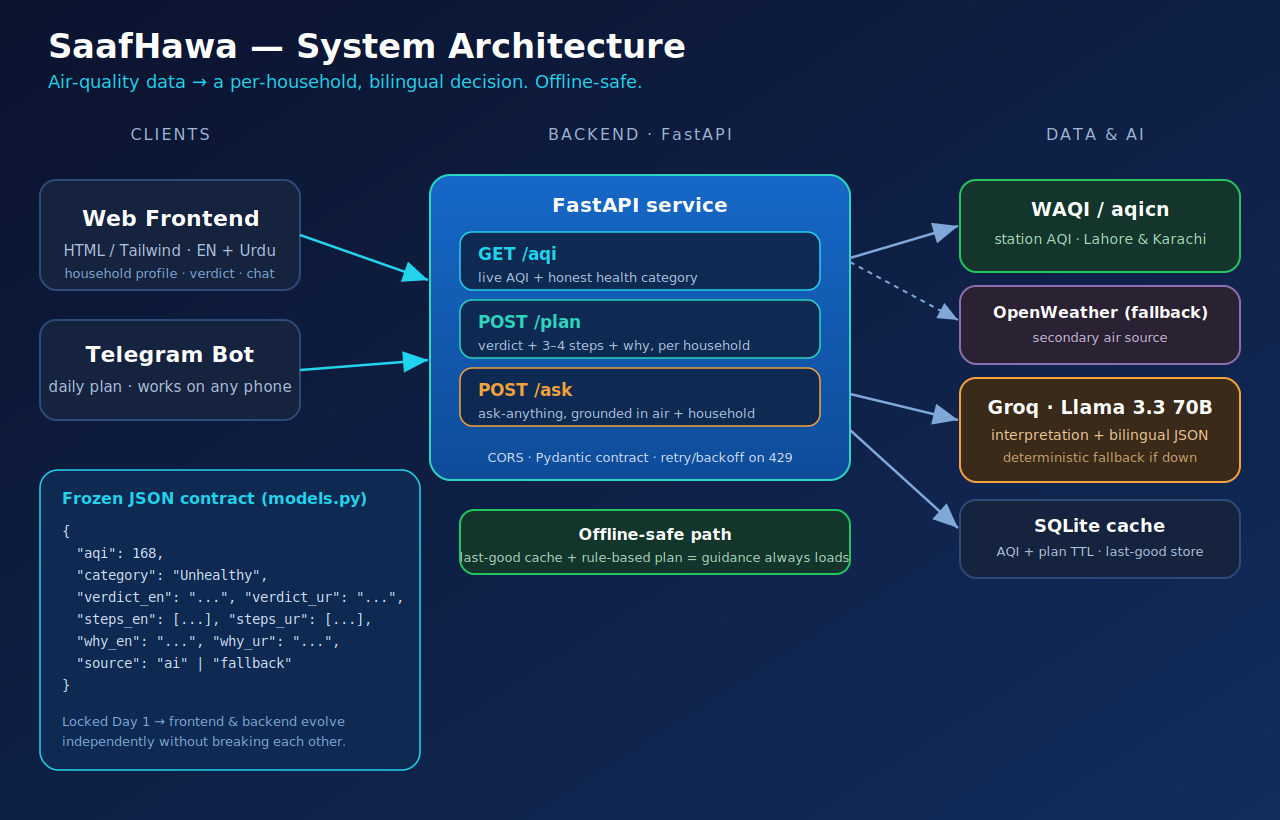 SaafHawa — System Architecture
Air-quality data → a per-household, bilingual decision. Offline-safe.
CLIENTS
Web Frontend
HTML / Tailwind · EN + Urdu
household profile · verdict · chat
Telegram Bot
daily plan · works on any phone
Frozen JSON contract (models.py)
{
"aqi": 168,
"category": "Unhealthy",
"verdict_en": "...", "verdict_ur": "...",
"steps_en": [...], "steps_ur": [...],
"why_en": "...", "why_ur": "...",
"source": "ai" | "fallback"
}
Locked Day 1 → frontend & backend evolve
independently without breaking each other.
BACKEND · FastAPI
FastAPI service
GET /aqi
live AQI + honest health category
POST /plan
verdict + 3–4 steps + why, per household
POST /ask
ask-anything, grounded in air + household
CORS · Pydantic contract · retry/backoff on 429
Offline-safe path
last-good cache + rule-based plan = guidance always loads
DATA & AI
WAQI / aqicn
station AQI · Lahore & Karachi
OpenWeather (fallback)
secondary air source
Groq · Llama 3.3 70B
interpretation + bilingual JSON
deterministic fallback if down
SQLite cache
AQI + plan TTL · last-good store